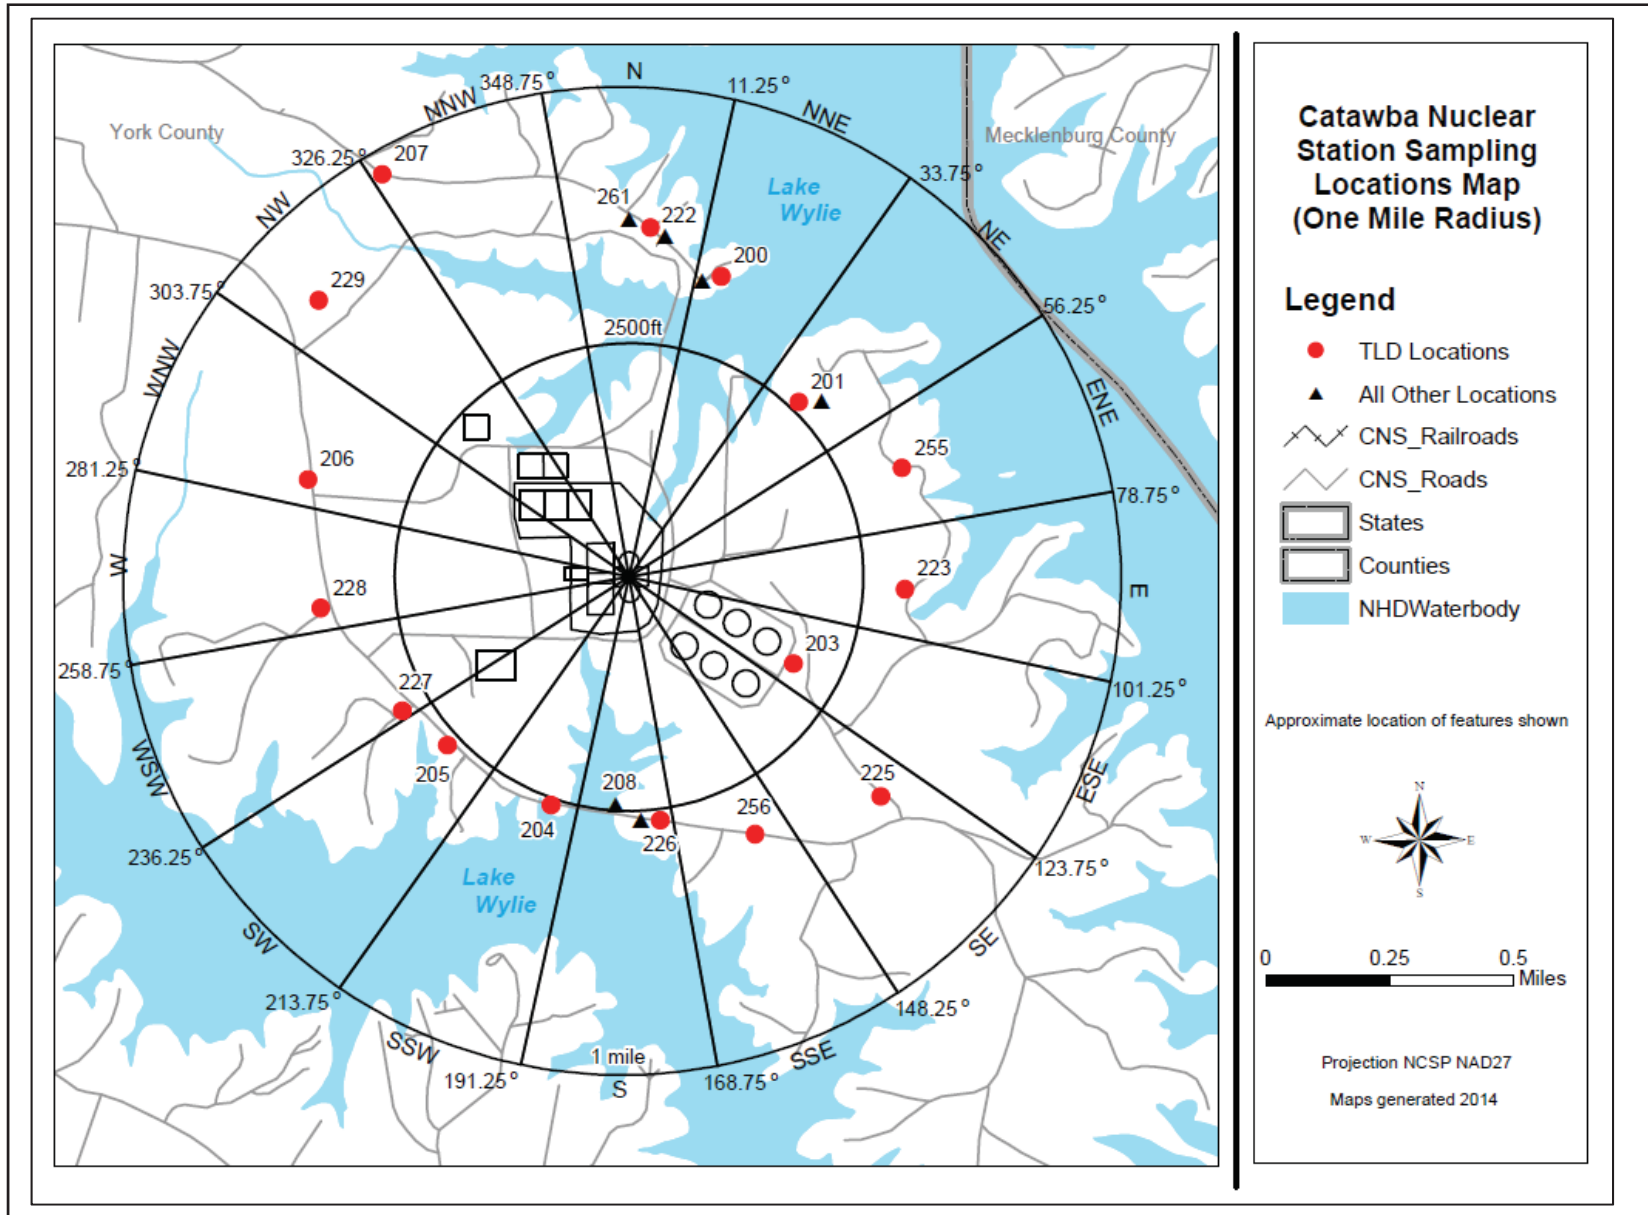 N
348.75°
11.25°
NNW
NNE
York County
Mecklenburg County
326.25°
207
33.75°
Lake
Wylie
261
222
NW
NE
200
229
303.75°
56.25°
2500ft
WNW
201
ENE
255
206
281.25°
78.75°
W
223
E
228
203
258.75°
227
101.25°
WSW
205
208
225
ESE
204
256
226
236.25°
123.75°
Lake
Wylie
SW
SE
213.75°
148.25°
SSW
1 mile
SSE
191.25°
S
168.75°
Catawba Nuclear
Station Sampling
Locations Map
(One Mile Radius)
Legend
TLD Locations
All Other Locations
CNS_Railroads
CNS_Roads
States
Counties
NHDWaterbody
Approximate location of features shown
N
W
E
S
0 0.25 0.5
Miles
Projection NCSP NAD27
Maps generated 2014